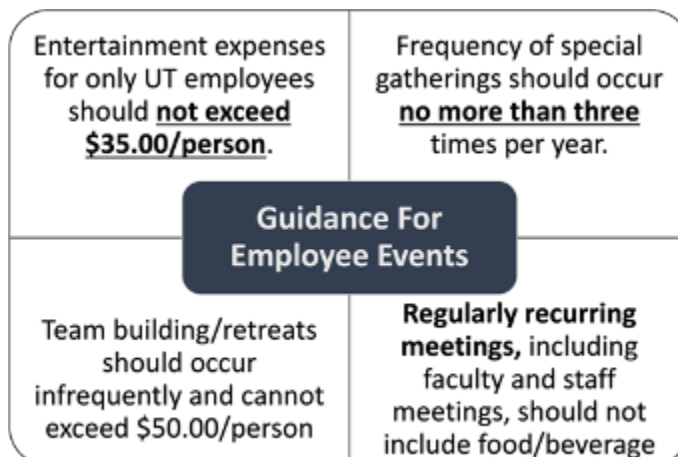 Entertainment expenses
for only UT employees
should not exceed
$35.00/person.
Frequency of special
gatherings should occur
no more than three
times per year.
Guidance For
Employee Events
Team building/retreats
should occur
infrequently and cannot
exceed $50.00/person
Regularly recurring
meetings, including
faculty and staff
meetings, should not
include food/beverage